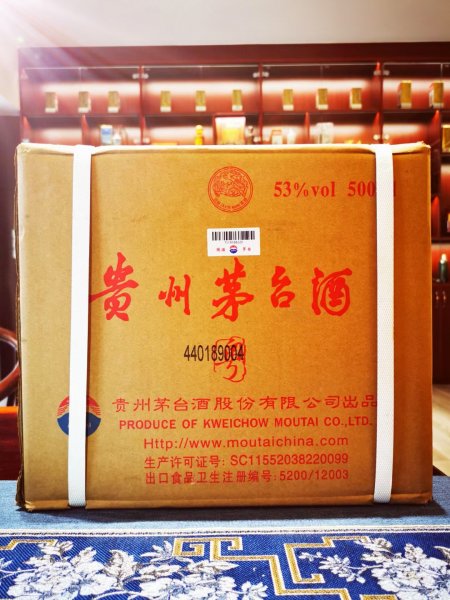 53%vol 500ml
贵州茅台酒
440189004
贵州茅台酒股份有限公司出品
PRODUCE OF KWEICHOW MOUTAI CO.,LTD.
Http://www.moutaichina.com
生产许可证号: SC11552038220099
出口食品卫生注册编号: 5200/12003